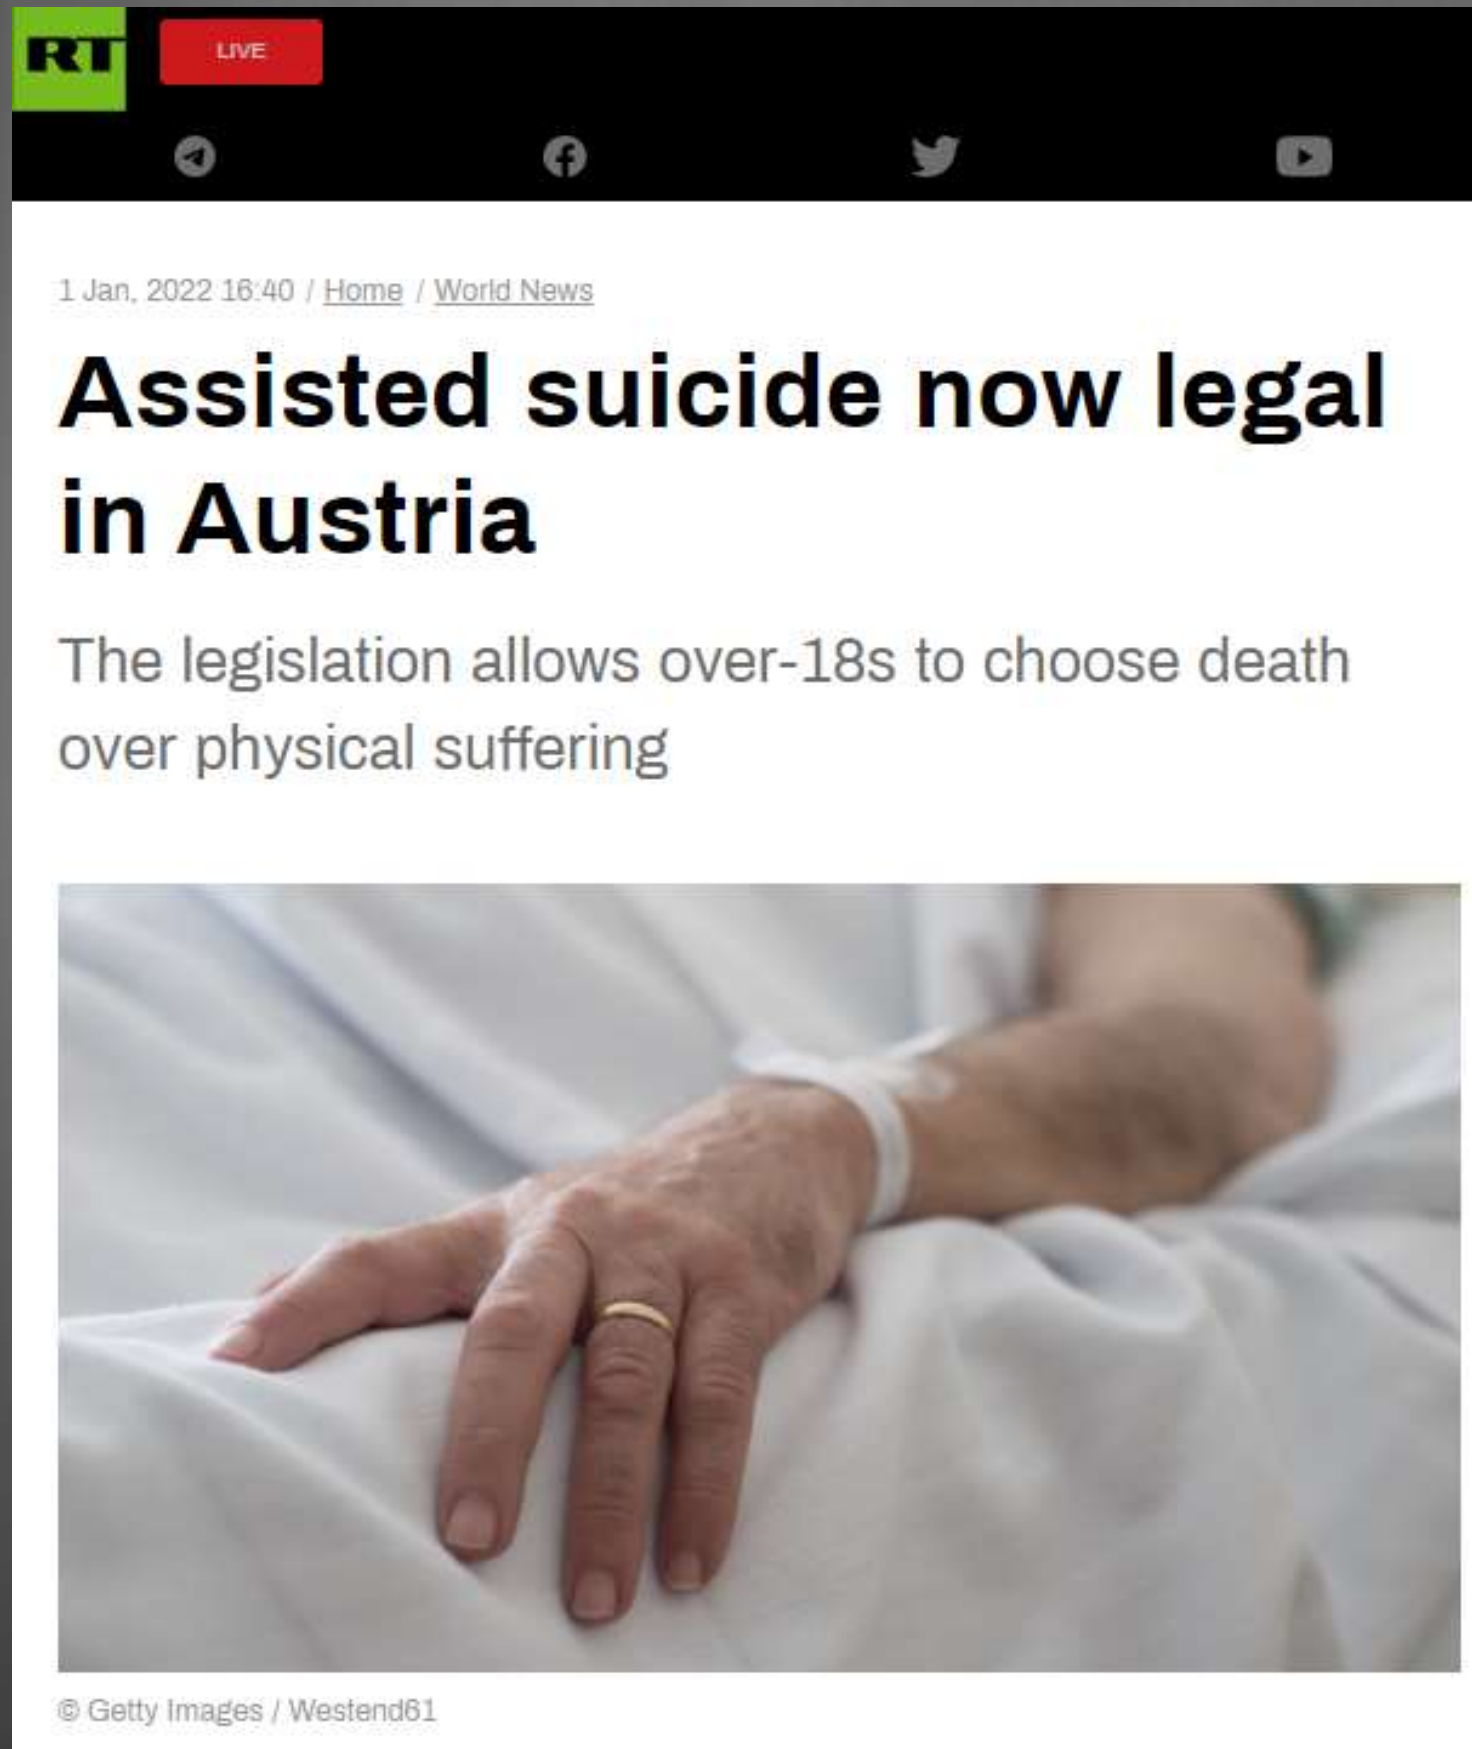 RT
LIVE
1 Jan, 2022 16:40 / Home / World News
Assisted suicide now legal
in Austria
The legislation allows over-18s to choose death
over physical suffering
© Getty Images / Westend61